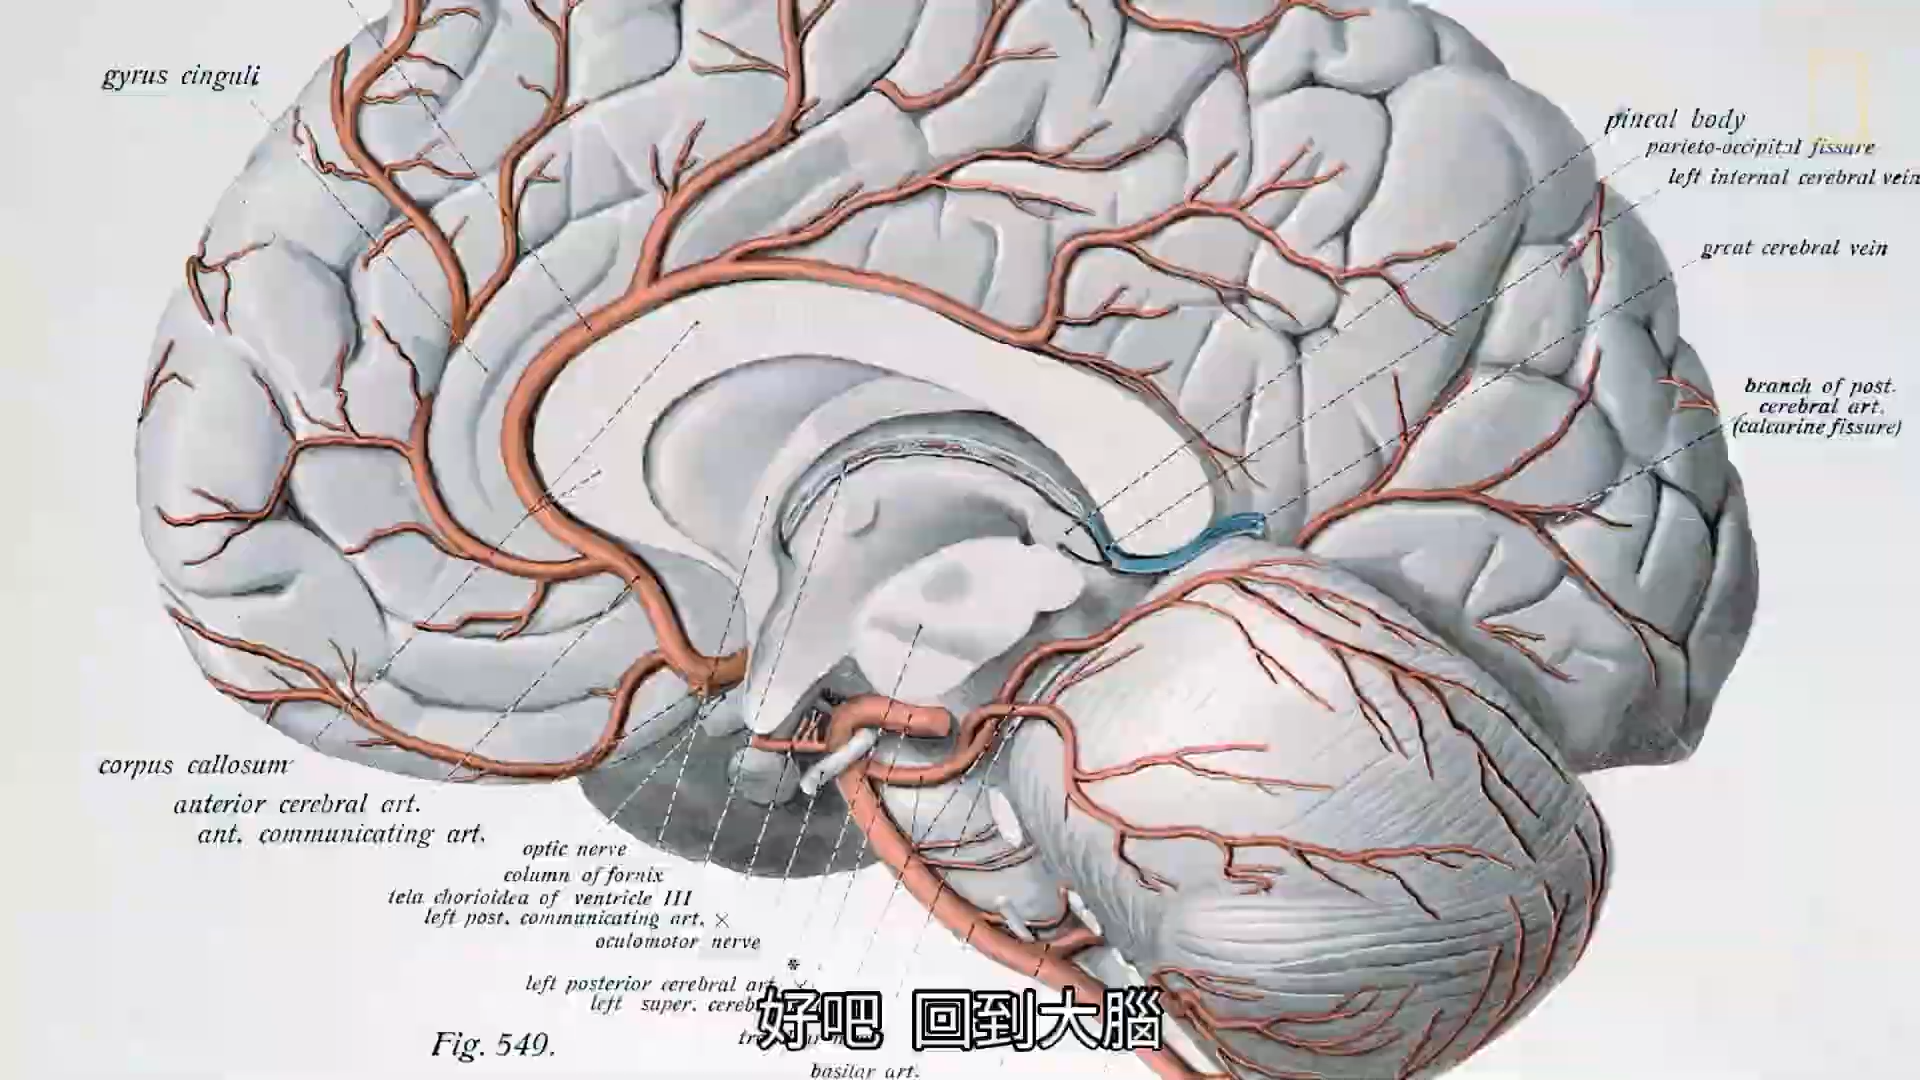 gyrus cinguli
pineal body
parieto-occipital fissure
left internal cerebral vein
great cerebral vein
branch of post.
cerebral art.
(calcarine fissure)
corpus callosum
anterior cerebral art.
ant. communicating art.
optic nerve
column of fornix
tela chorioidea of ventricle III
left post. communicating art. ×
oculomotor nerve
*
left posterior cerebral art.
left super.
Fig. 549.
basilar art.
好吧 回到大腦